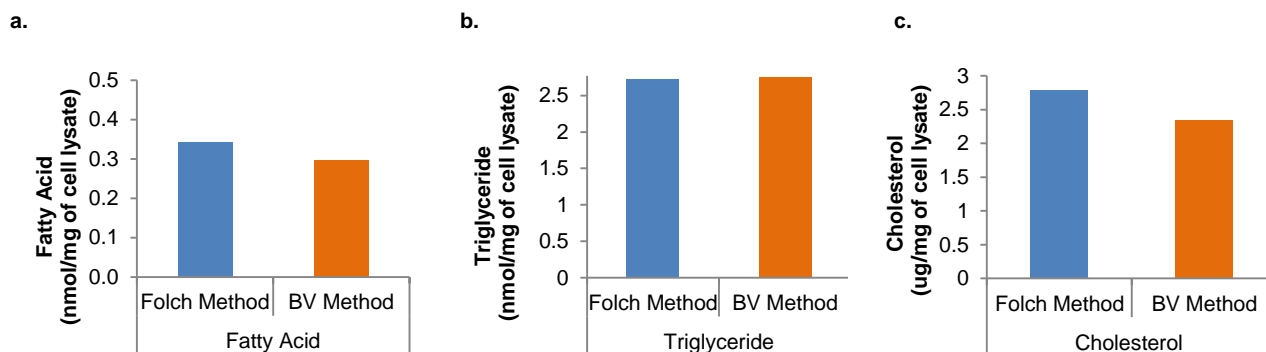 a.
Fatty Acid
(nmol/mg of cell lysate)
0.5
0.4
0.3
0.2
0.1
0.0
Folch Method
BV Method
Fatty Acid
b.
Triglyceride
(nmol/mg of cell lysate)
2.5
2
1.5
1
0.5
0
Folch Method
BV Method
Triglyceride
c.
Cholesterol
(ug/mg of cell lysate)
3
2.5
2
1.5
1
0.5
0
Folch Method
BV Method
Cholesterol